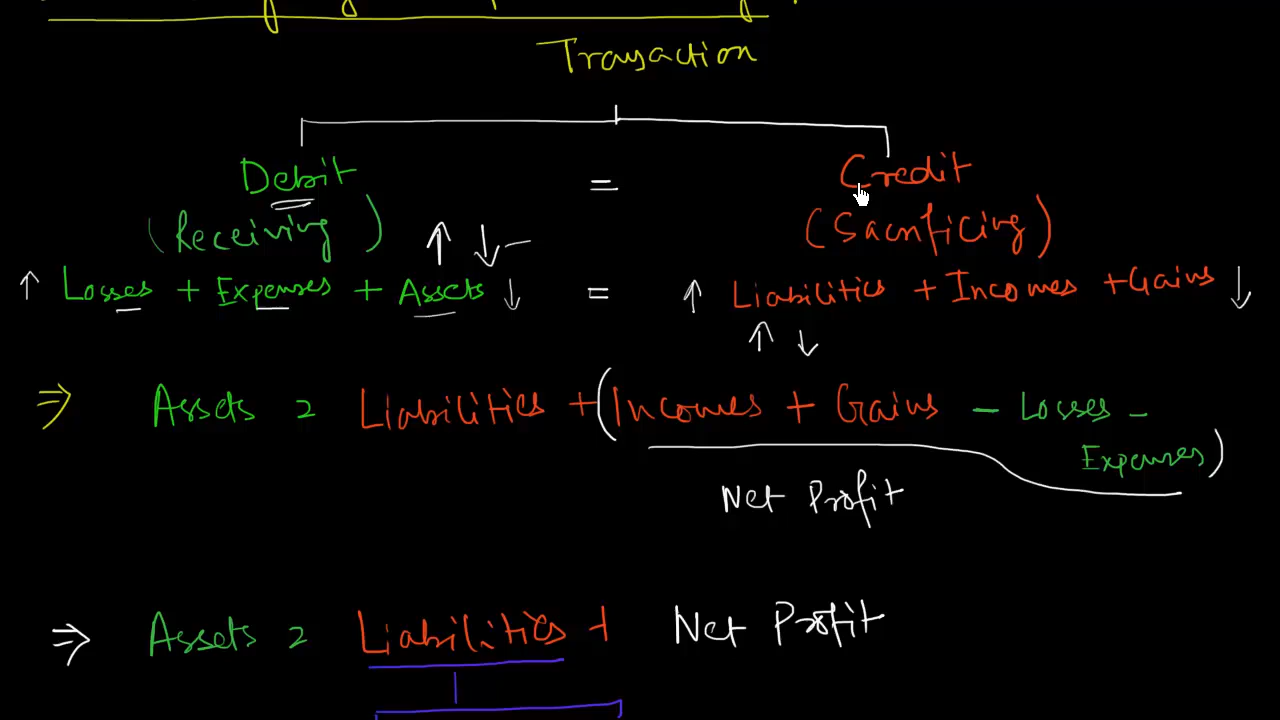 Transaction
Debit = Credit
(Receiving) ↑ ↓ – (Sacrificing)
↑ Losses + Expenses + Assets ↓ = ↑ Liabilities + Incomes + Gains ↓
↑ ↓
⇒ Assets = Liabilities + (Incomes + Gains – Losses –
Expenses)
Net Profit
⇒ Assets = Liabilities + Net Profit